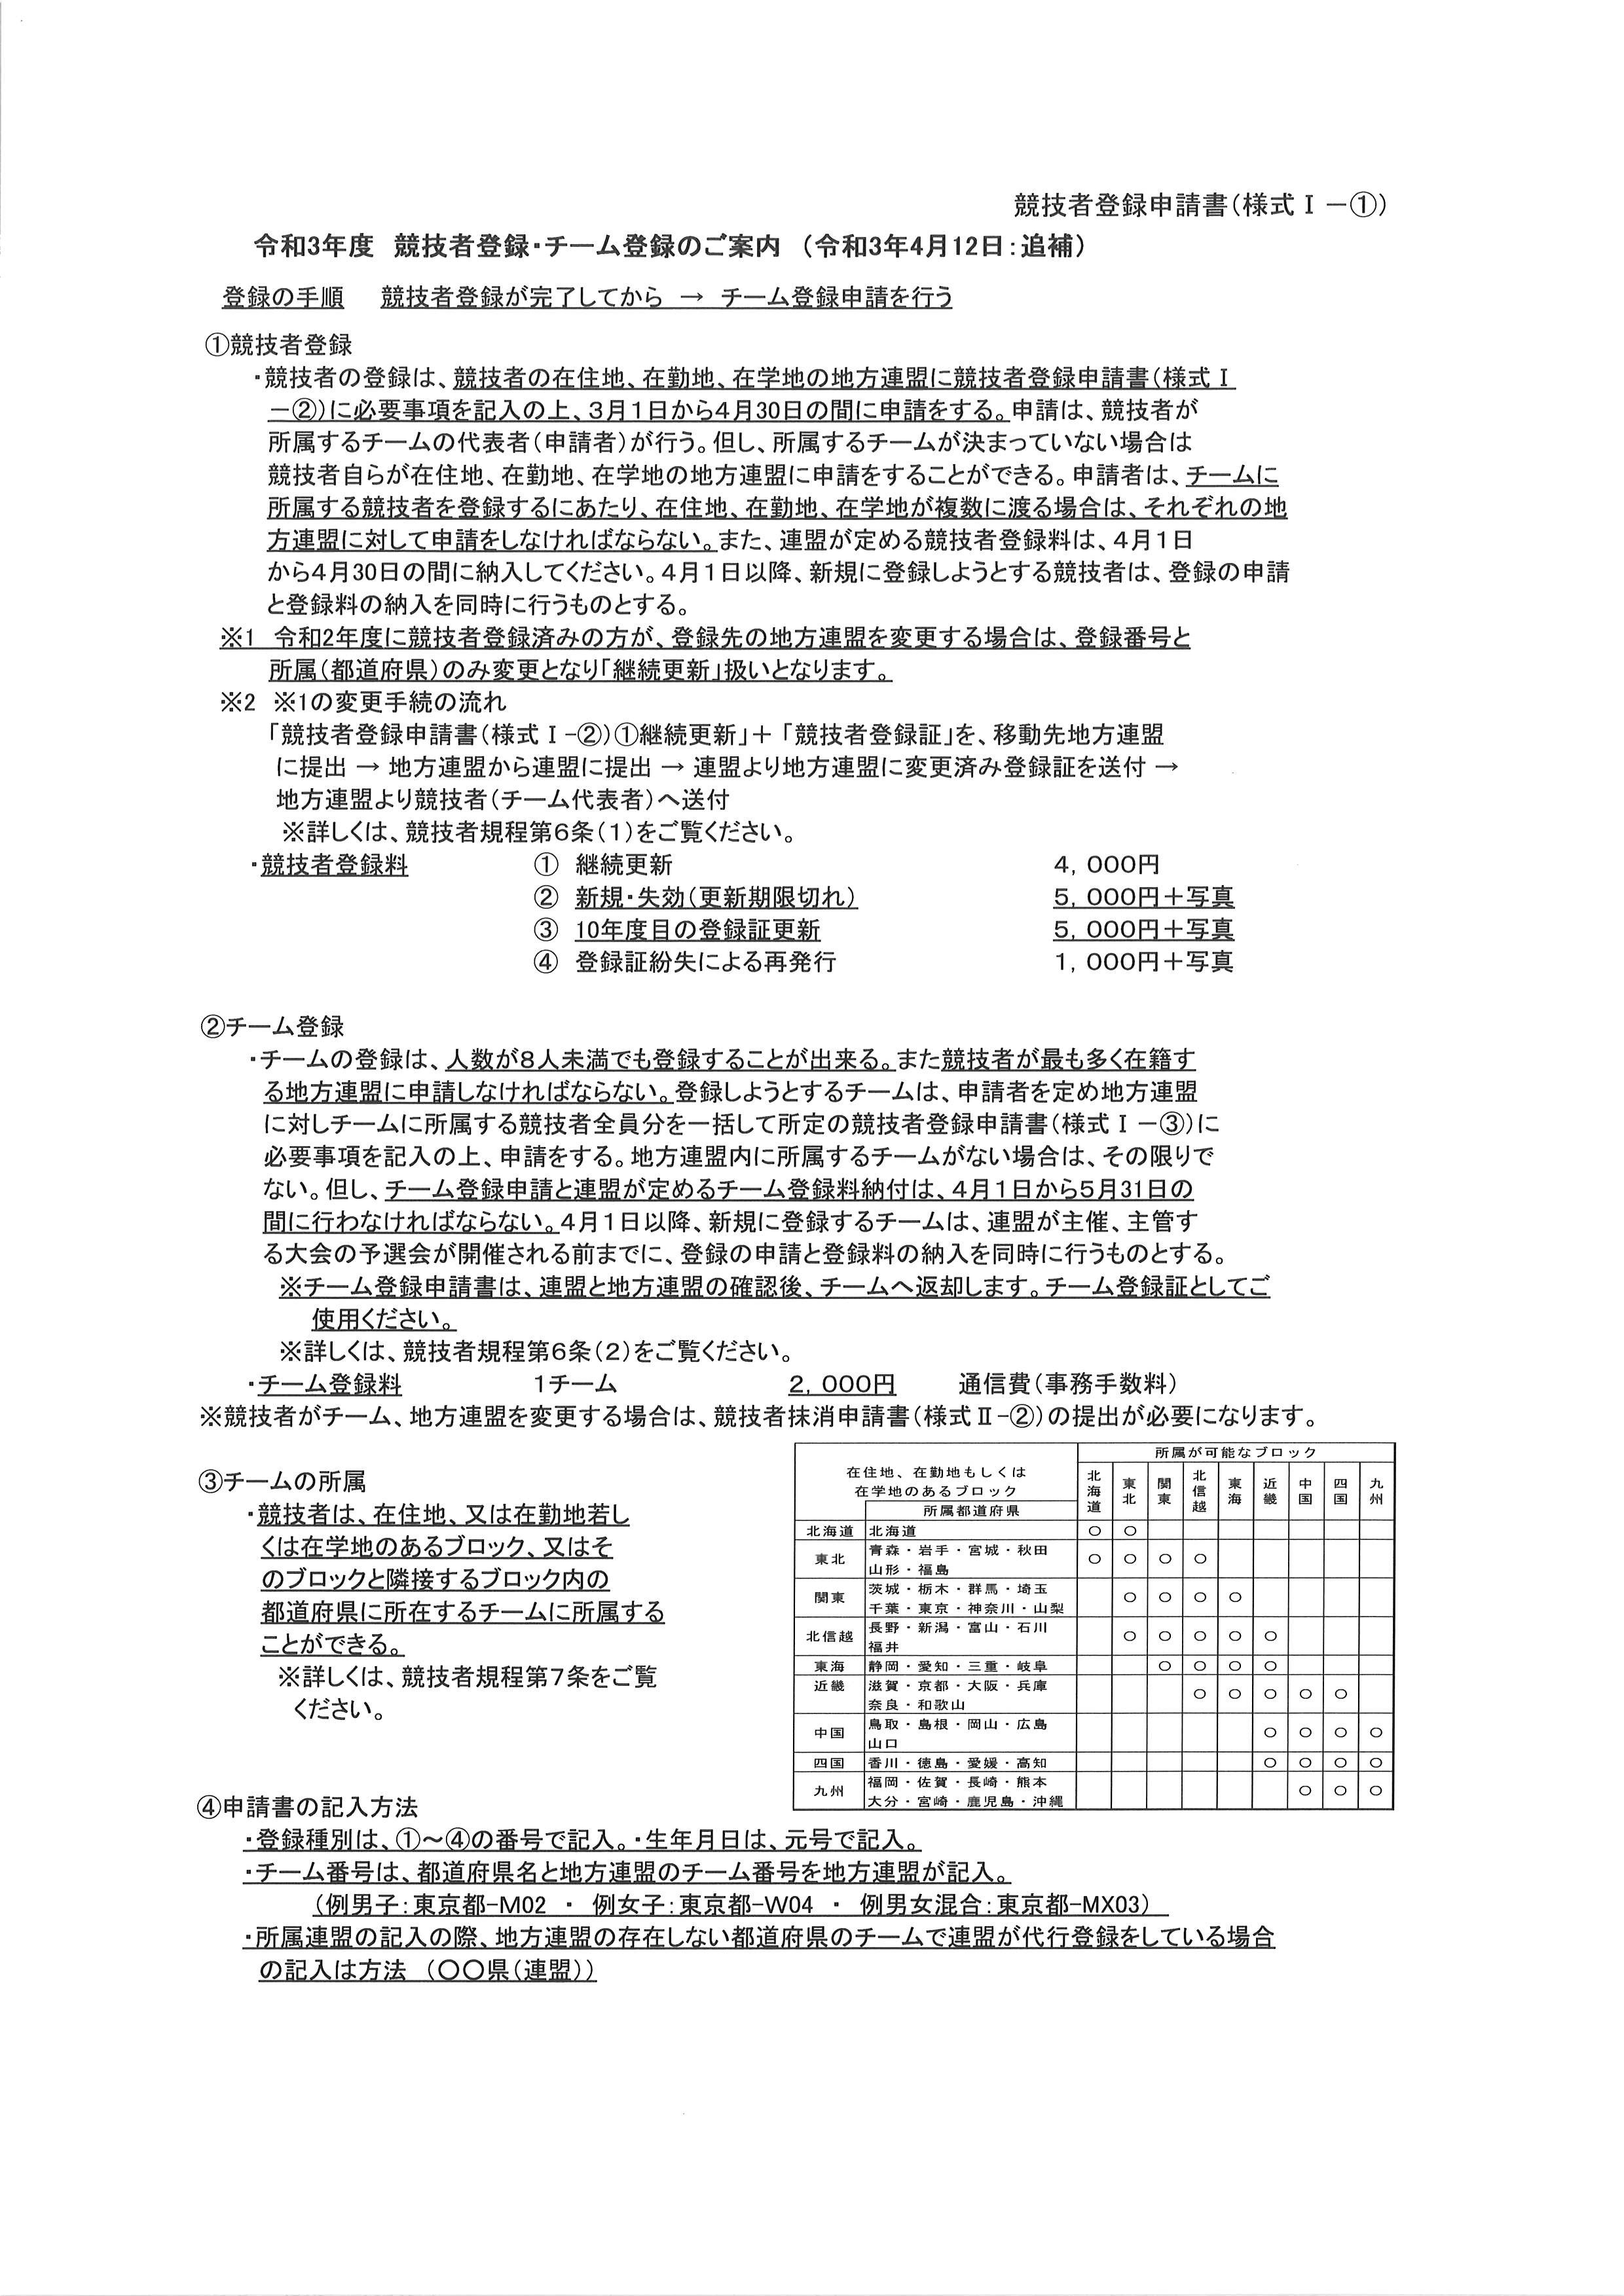 競技者登録申請書(様式Ⅰ－①)
令和3年度　競技者登録・チーム登録のご案内　(令和3年4月12日:追補)
登録の手順　競技者登録が完了してから　→　チーム登録申請を行う
①競技者登録
・競技者の登録は、競技者の在住地、在勤地、在学地の地方連盟に競技者登録申請書(様式Ⅰ
－②)に必要事項を記入の上、3月1日から4月30日の間に申請をする。申請は、競技者が
所属するチームの代表者(申請者)が行う。但し、所属するチームが決まっていない場合は
競技者自らが在住地、在勤地、在学地の地方連盟に申請をすることができる。申請者は、チームに
所属する競技者を登録するにあたり、在住地、在勤地、在学地が複数に渡る場合は、それぞれの地
方連盟に対して申請をしなければならない。また、連盟が定める競技者登録料は、4月1日
から4月30日の間に納入してください。4月1日以降、新規に登録しようとする競技者は、登録の申請
と登録料の納入を同時に行うものとする。
※1　令和2年度に競技者登録済みの方が、登録先の地方連盟を変更する場合は、登録番号と
所属(都道府県)のみ変更となり「継続更新」扱いとなります。
※2　※1の変更手続の流れ
「競技者登録申請書(様式Ⅰ-②)①継続更新」＋「競技者登録証」を、移動先地方連盟
に提出 → 地方連盟から連盟に提出 → 連盟より地方連盟に変更済み登録証を送付 →
地方連盟より競技者(チーム代表者)へ送付
※詳しくは、競技者規程第6条(1)をご覧ください。
・競技者登録料　①　継続更新　4,000円
②　新規・失効(更新期限切れ)　5,000円＋写真
③　10年度目の登録証更新　5,000円＋写真
④　登録証紛失による再発行　1,000円＋写真
②チーム登録
・チームの登録は、人数が8人未満でも登録することが出来る。また競技者が最も多く在籍す
る地方連盟に申請しなければならない。登録しようとするチームは、申請者を定め地方連盟
に対しチームに所属する競技者全員分を一括して所定の競技者登録申請書(様式Ⅰ－③)に
必要事項を記入の上、申請をする。地方連盟内に所属するチームがない場合は、その限りで
ない。但し、チーム登録申請と連盟が定めるチーム登録料納付は、4月1日から5月31日の
間に行わなければならない。4月1日以降、新規に登録するチームは、連盟が主催、主管す
る大会の予選会が開催される前までに、登録の申請と登録料の納入を同時に行うものとする。
※チーム登録申請書は、連盟と地方連盟の確認後、チームへ返却します。チーム登録証としてご
使用ください。
※詳しくは、競技者規程第6条(2)をご覧ください。
・チーム登録料　1チーム　2,000円　通信費(事務手数料)
※競技者がチーム、地方連盟を変更する場合は、競技者抹消申請書(様式Ⅱ-②)の提出が必要になります。
③チームの所属
・競技者は、在住地、又は在勤地若し
くは在学地のあるブロック、又はそ
のブロックと隣接するブロック内の
都道府県に所在するチームに所属する
ことができる。
※詳しくは、競技者規程第7条をご覧
ください。
在住地、在勤地もしくは
在学地のあるブロック
所属都道府県
所属が可能なブロック
北海道　東北　関東　北信越　東海　近畿　中国　四国　九州
北海道　北海道　○　○
東北　青森・岩手・宮城・秋田
山形・福島　○　○　○　○
関東　茨城・栃木・群馬・埼玉
千葉・東京・神奈川・山梨　○　○　○　○
北信越　長野・新潟・富山・石川
福井　○　○　○　○　○
東海　静岡・愛知・三重・岐阜　○　○　○　○
近畿　滋賀・京都・大阪・兵庫
奈良・和歌山　○　○　○　○　○
中国　鳥取・島根・岡山・広島
山口　○　○　○　○
四国　香川・徳島・愛媛・高知　○　○　○　○
九州　福岡・佐賀・長崎・熊本
大分・宮崎・鹿児島・沖縄　○　○　○
④申請書の記入方法
・登録種別は、①～④の番号で記入。・生年月日は、元号で記入。
・チーム番号は、都道府県名と地方連盟のチーム番号を地方連盟が記入。
(例男子:東京都-M02　・　例女子:東京都-W04　・　例男女混合:東京都-MX03)
・所属連盟の記入の際、地方連盟の存在しない都道府県のチームで連盟が代行登録をしている場合
の記入は方法　(〇〇県(連盟))